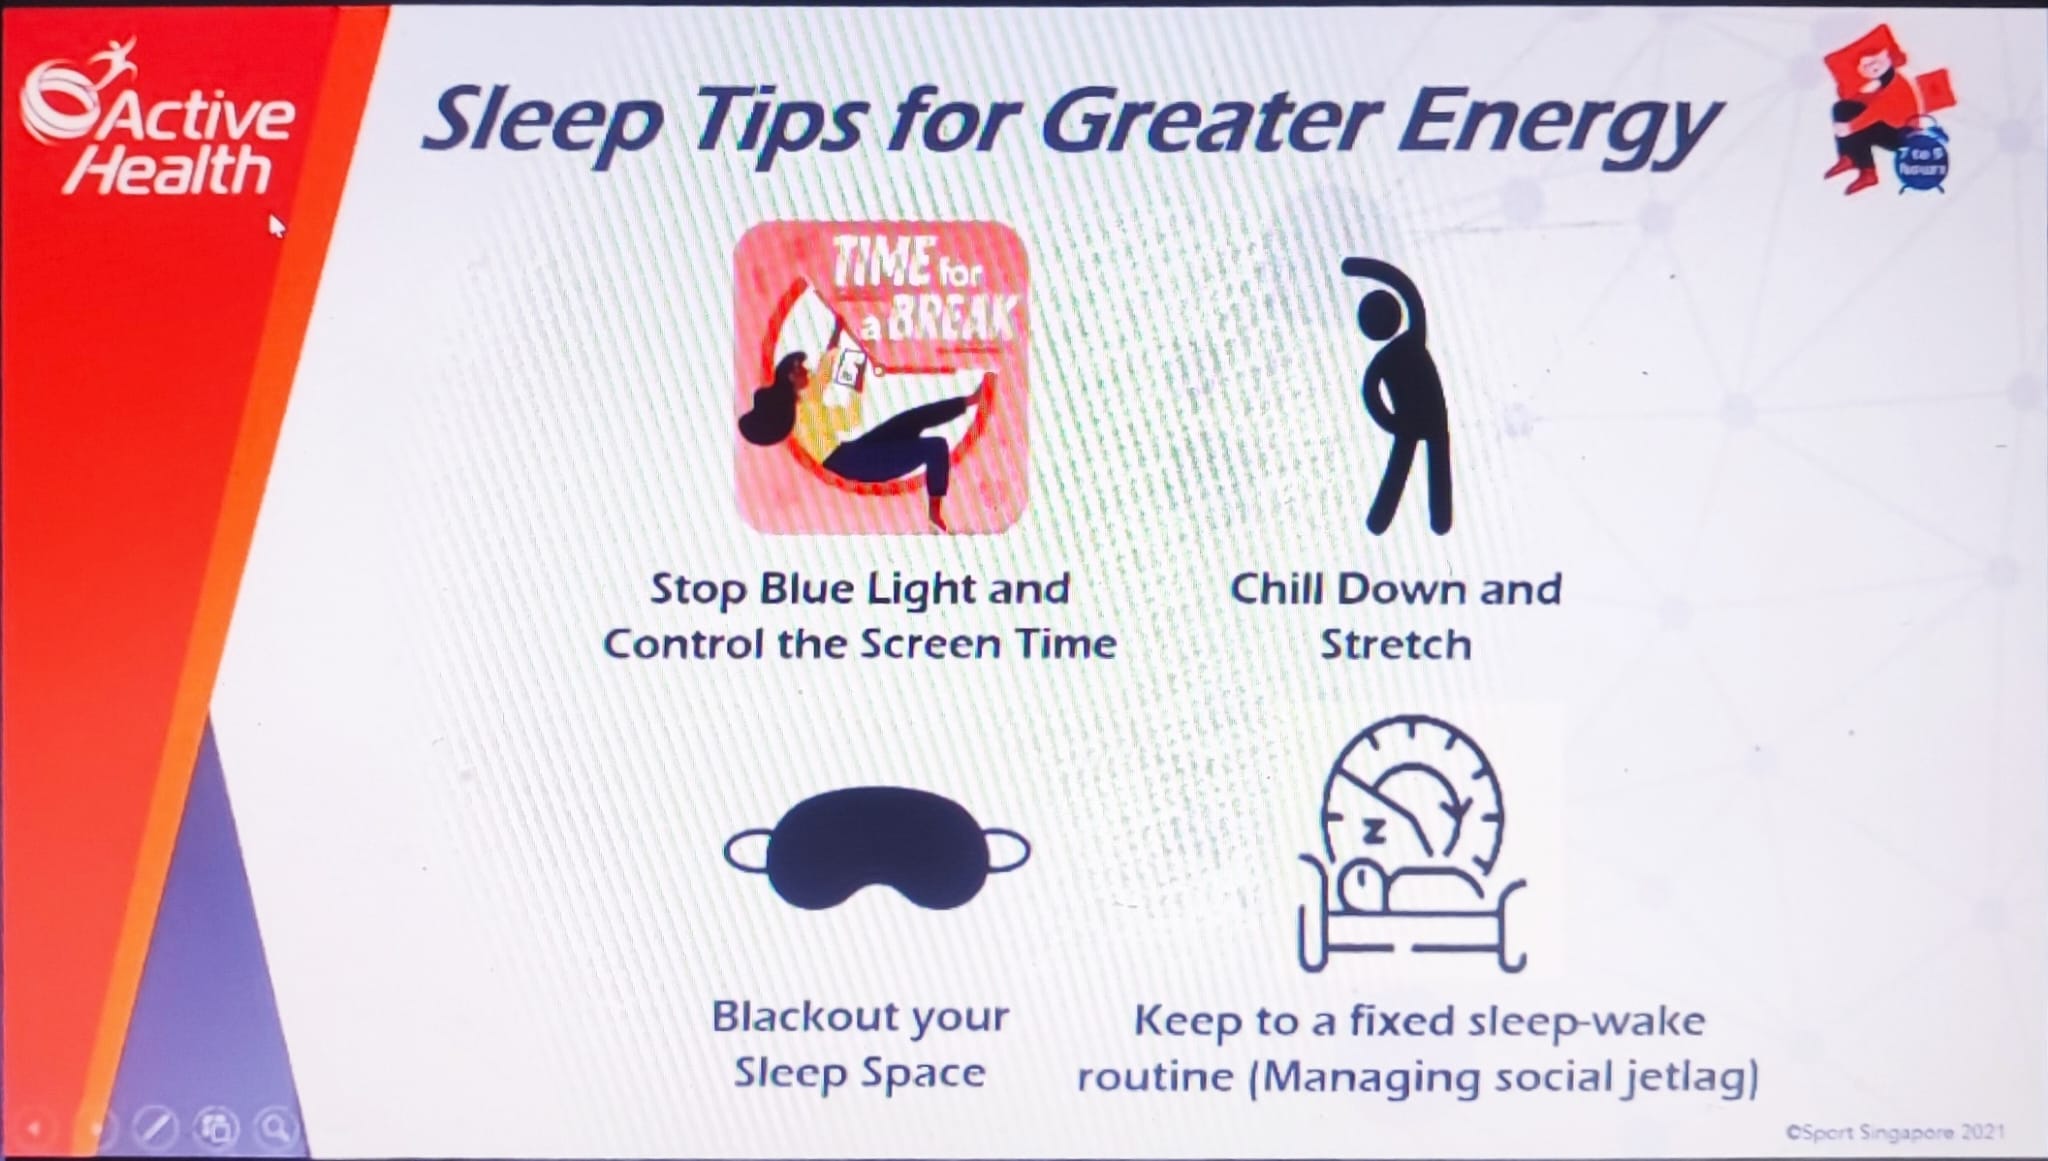 Active
Health
Sleep Tips for Greater Energy
7 to 9
hours
TIME for
a BREAK
Stop Blue Light and
Control the Screen Time
Chill Down and
Stretch
Z
Blackout your
Sleep Space
Keep to a fixed sleep-wake
routine (Managing social jetlag)
©Sport Singapore 2021